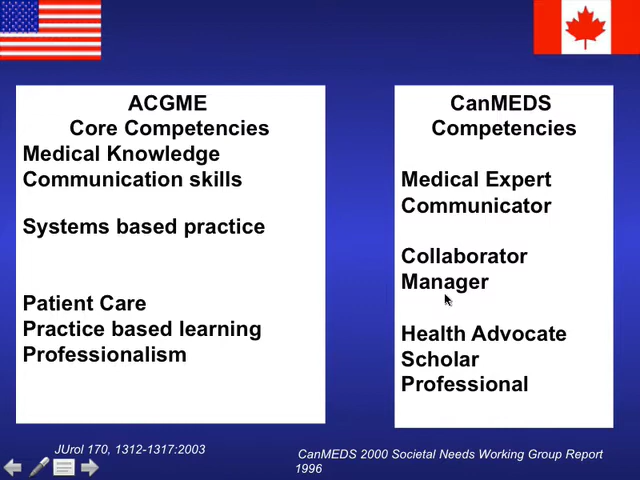 ACGME
Core Competencies
Medical Knowledge
Communication skills
Systems based practice
Patient Care
Practice based learning
Professionalism
CanMEDS
Competencies
Medical Expert
Communicator
Collaborator
Manager
Health Advocate
Scholar
Professional
JUrol 170, 1312-1317:2003
CanMEDS 2000 Societal Needs Working Group Report
1996